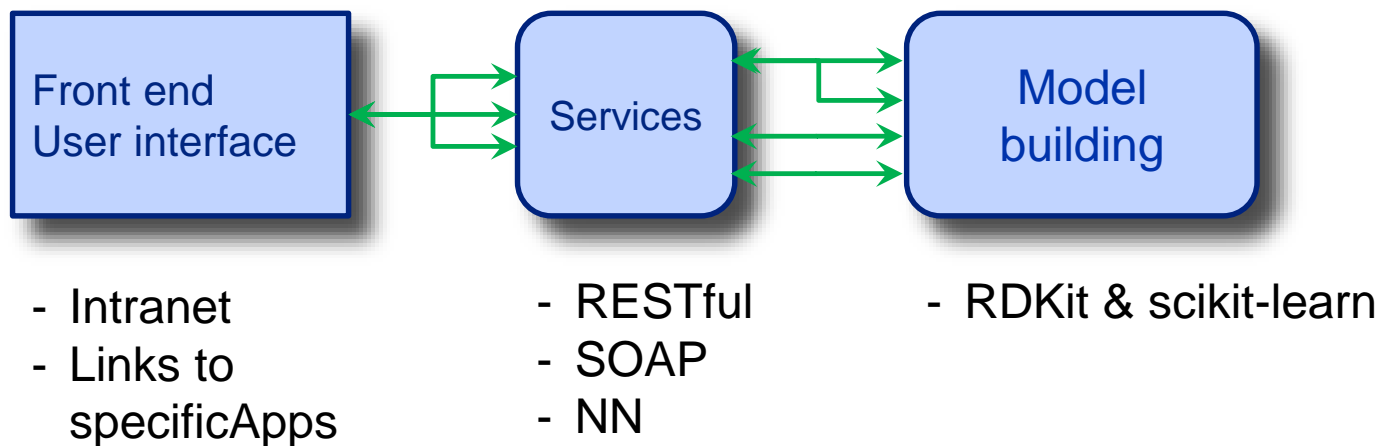 Front end
User interface
Services
Model
building
- Intranet
- Links to
specificApps
- RESTful
- SOAP
- NN
- RDKit & scikit-learn